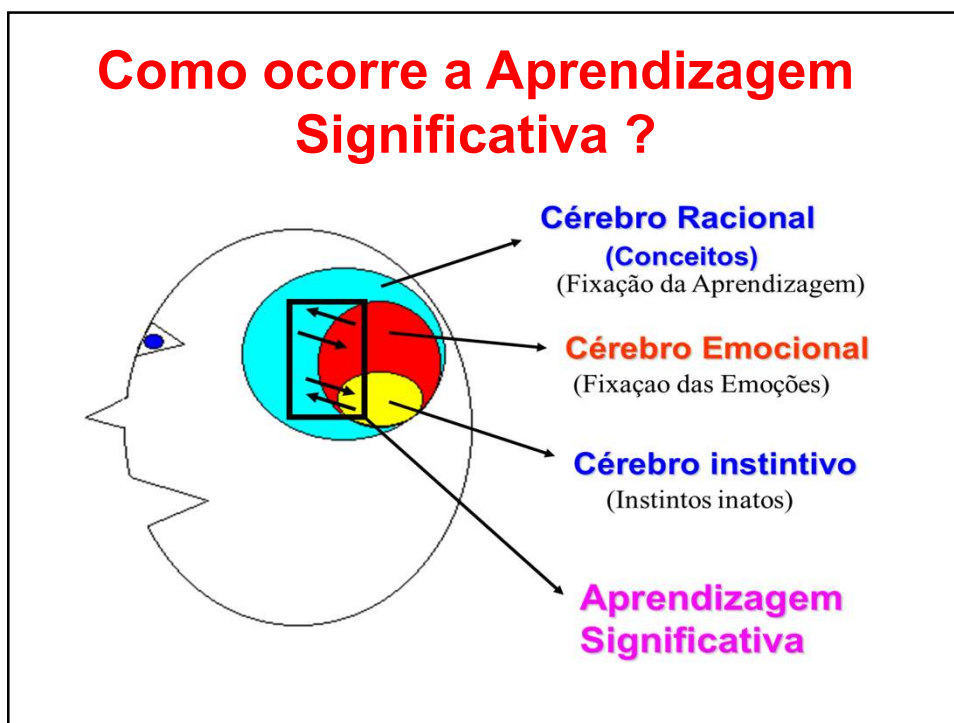 Como ocorre a Aprendizagem
Significativa ?
Cérebro Racional
(Conceitos)
(Fixação da Aprendizagem)
Cérebro Emocional
(Fixaçao das Emoções)
Cérebro instintivo
(Instintos inatos)
Aprendizagem
Significativa